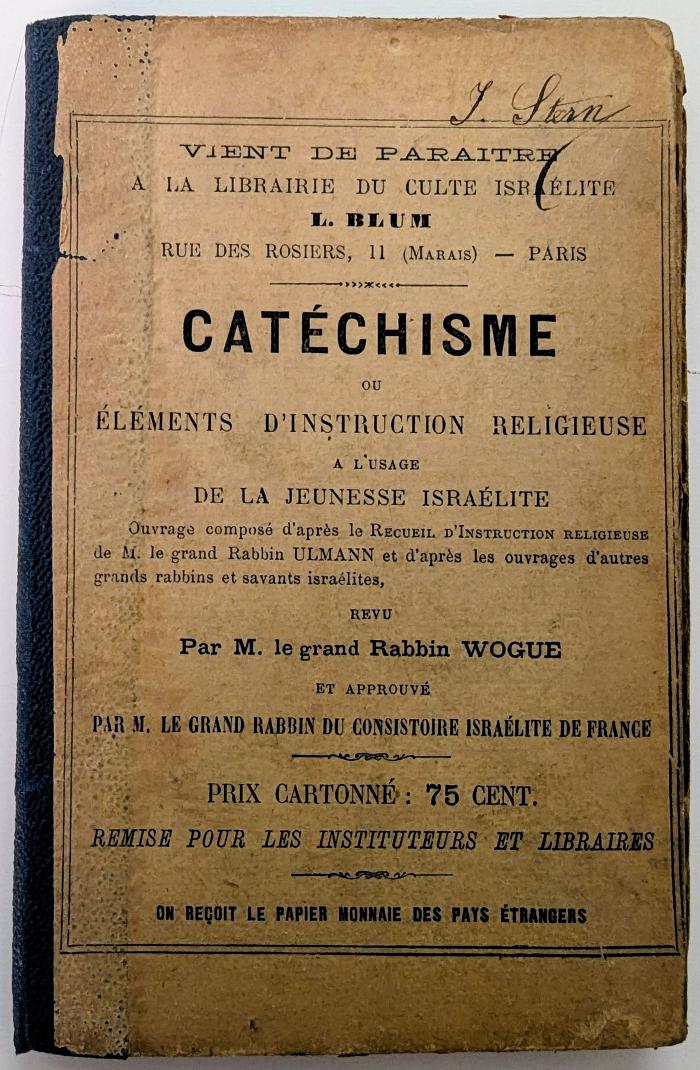 J. Stern
VIENT DE PARAITRE
A LA LIBRAIRIE DU CULTE ISRAÉLITE
L. BLUM
RUE DES ROSIERS, 11 (MARAIS) — PARIS
CATÉCHISME
OU
ÉLÉMENTS D'INSTRUCTION RELIGIEUSE
A L'USAGE
DE LA JEUNESSE ISRAÉLITE
Ouvrage composé d'après le RECUEIL D'INSTRUCTION RELIGIEUSE
de M. le grand Rabbin ULMANN et d'après les ouvrages d'autres
grands rabbins et savants israélites,
REVU
Par M. le grand Rabbin WOGUE
ET APPROUVÉ
PAR M. LE GRAND RABBIN DU CONSISTOIRE ISRAÉLITE DE FRANCE
PRIX CARTONNÉ : 75 CENT.
REMISE POUR LES INSTITUTEURS ET LIBRAIRES
ON REÇOIT LE PAPIER MONNAIE DES PAYS ÉTRANGERS